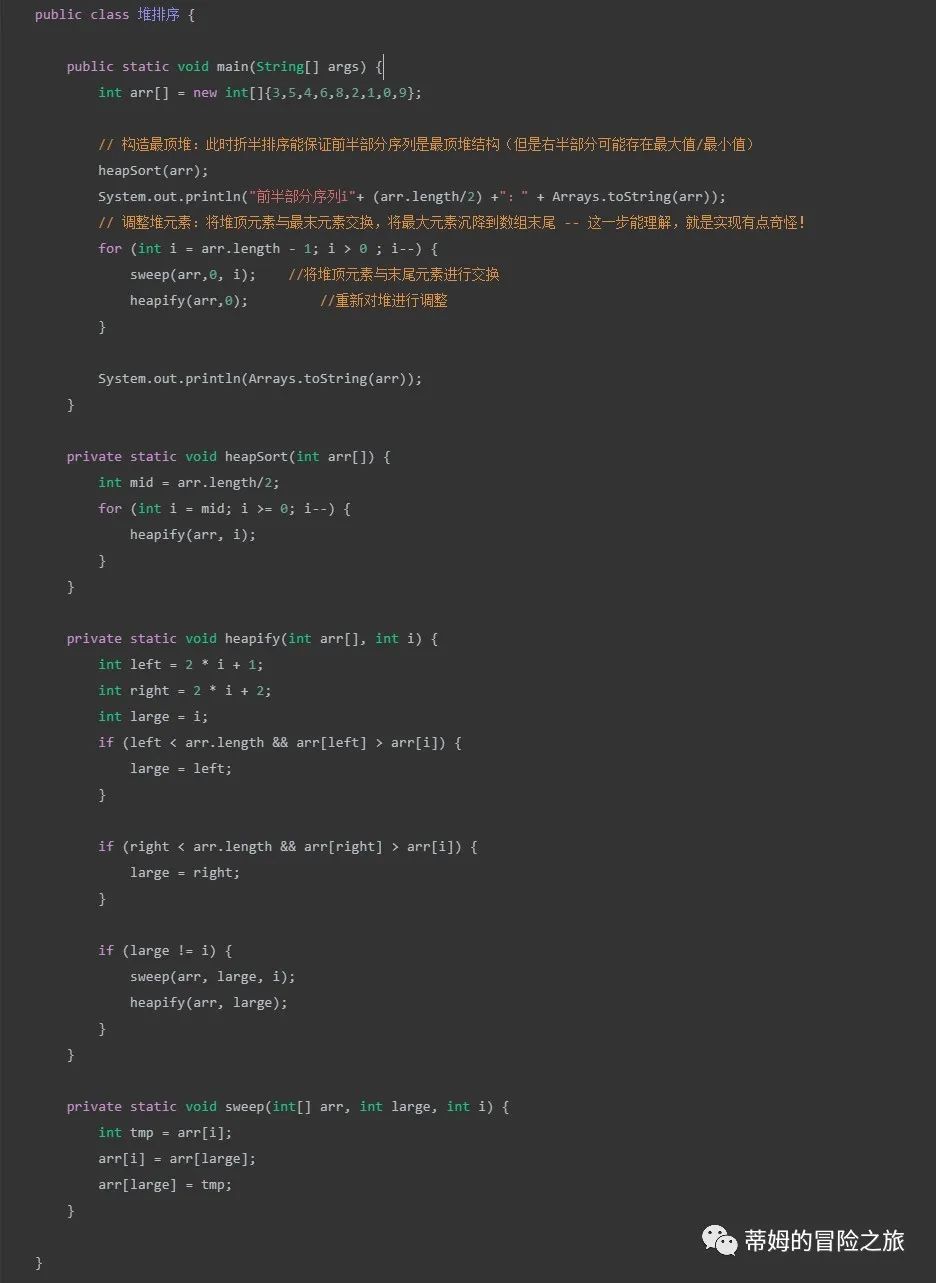 public class 堆排序 {
public static void main(String[] args) {
int arr[] = new int[]{3,5,4,6,8,2,1,0,9};
// 构造最顶堆：此时折半排序能保证前半部分序列是最顶堆结构（但是右半部分可能存在最大值/最小值）
heapSort(arr);
System.out.println("前半部分序列i"+ (arr.length/2) +"：" + Arrays.toString(arr));
// 调整堆元素：将堆顶元素与最末元素交换，将最大元素沉降到数组末尾 -- 这一步能理解，就是实现有点奇怪！
for (int i = arr.length - 1; i > 0 ; i--) {
sweep(arr,0, i); //将堆顶元素与末尾元素进行交换
heapify(arr,0); //重新对堆进行调整
}
System.out.println(Arrays.toString(arr));
}
private static void heapSort(int arr[]) {
int mid = arr.length/2;
for (int i = mid; i >= 0; i--) {
heapify(arr, i);
}
}
private static void heapify(int arr[], int i) {
int left = 2 * i + 1;
int right = 2 * i + 2;
int large = i;
if (left < arr.length && arr[left] > arr[i]) {
large = left;
}
if (right < arr.length && arr[right] > arr[i]) {
large = right;
}
if (large != i) {
sweep(arr, large, i);
heapify(arr, large);
}
}
private static void sweep(int[] arr, int large, int i) {
int tmp = arr[i];
arr[i] = arr[large];
arr[large] = tmp;
}
蒂姆的冒险之旅
}